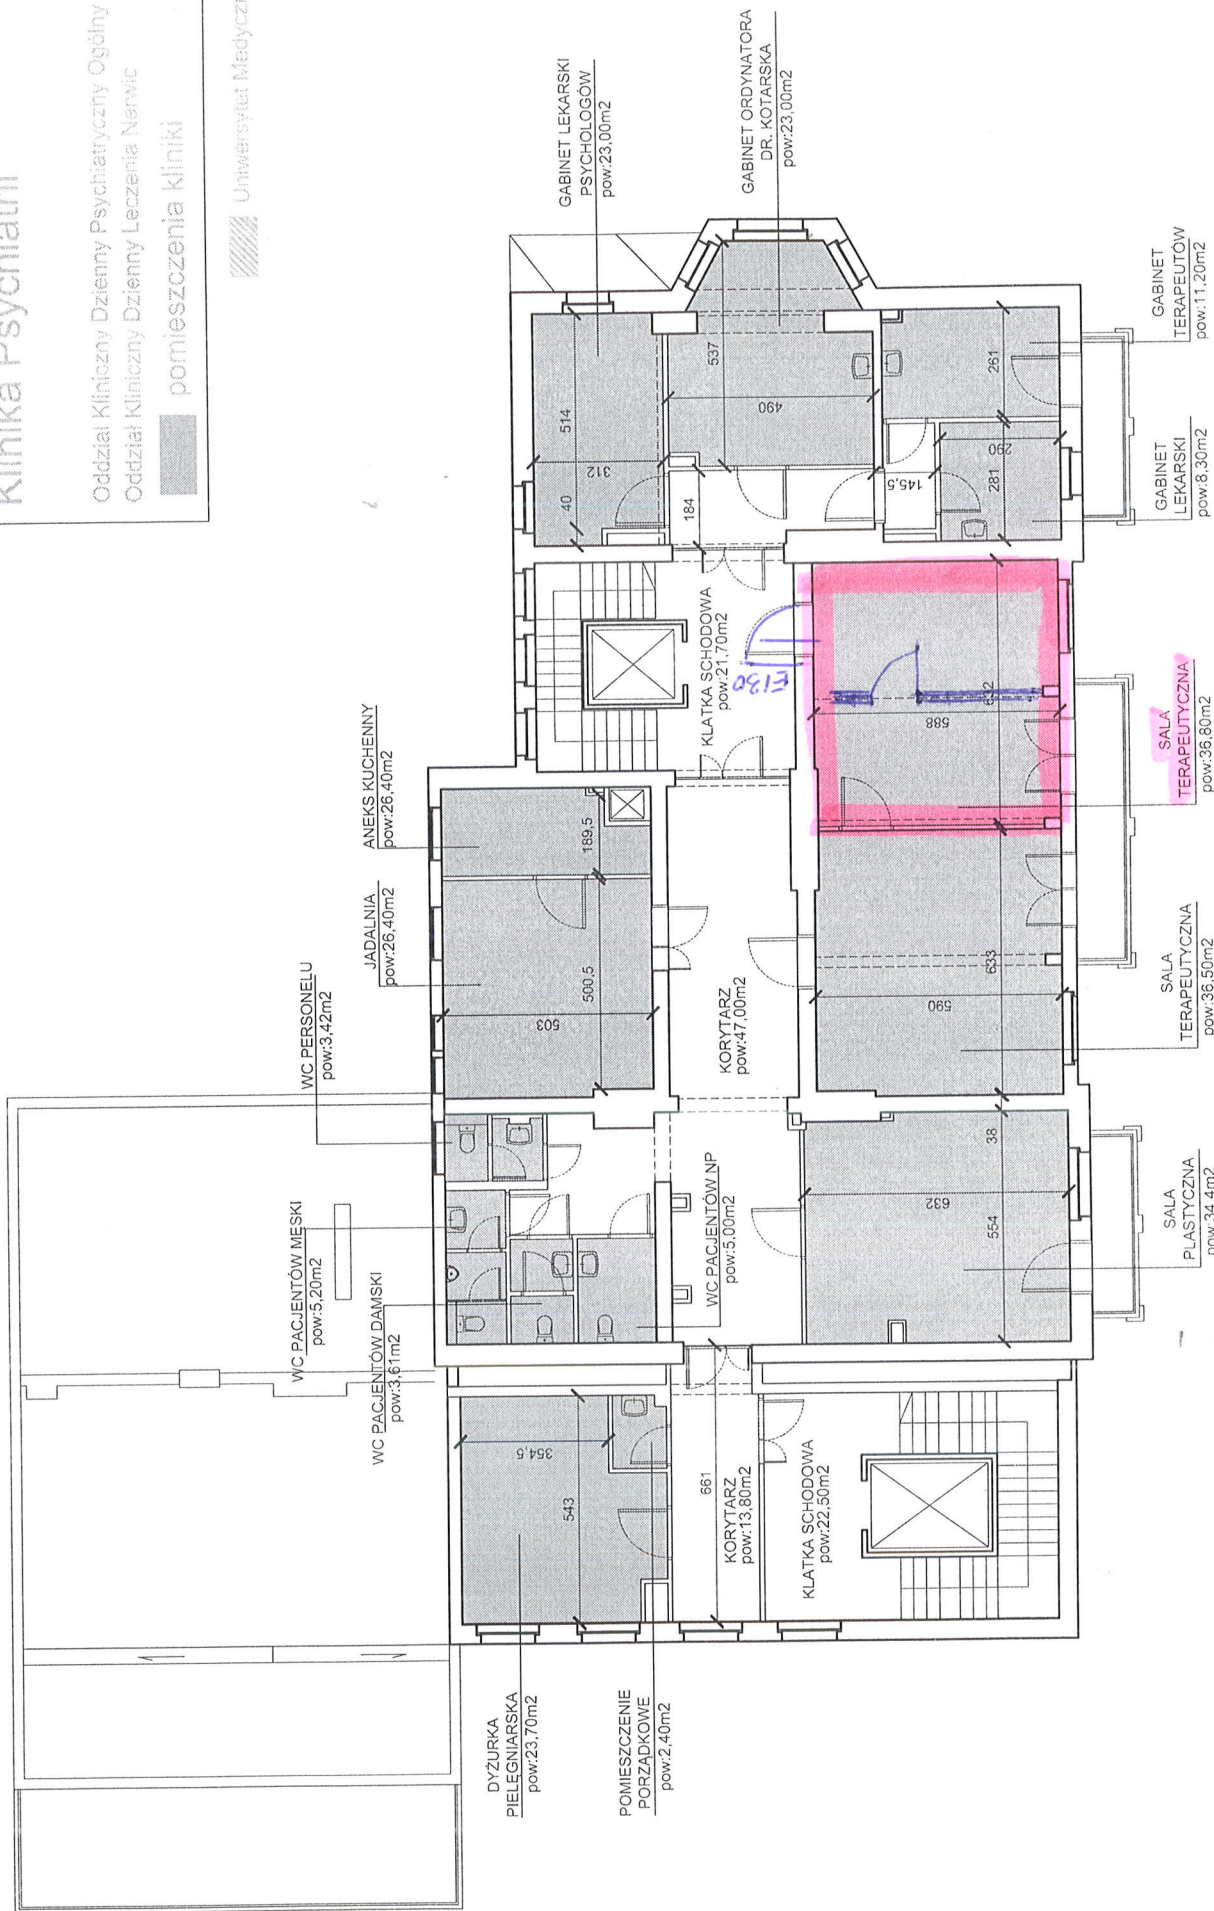 Klinika Psychiatrii
Oddział Kliniczny Dzienny Psychiatryczny Ogólny
Oddział Kliniczny Dzienny Leczenia Nerwic
pomieszczenia kliniki
Uniwersytet Medyczn
GABINET LEKARSKI
PSYCHOLOGÓW
pow:23,00m2
GABINET ORDYNATORA
DR. KOTARSKA
pow:23,00m2
GABINET
TERAPEUTÓW
pow:11,20m2
GABINET
LEKARSKI
pow:8,30m2
514
40
312
537
490
184
145,5
261
290
281
KLATKA SCHODOWA
pow:21,70m2
EI30
632
588
SALA
TERAPEUTYCZNA
pow:36,80m2
ANEKS KUCHENNY
pow:26,40m2
JADALNIA
pow:26,40m2
189,5
500,5
503
KORYTARZ
pow:47,00m2
633
590
SALA
TERAPEUTYCZNA
pow:36,50m2
WC PERSONELU
pow:3,42m2
WC PACJENTÓW MĘSKI
pow:5,20m2
WC PACJENTÓW DAMSKI
pow:3,61m2
WC PACJENTÓW NP
pow:5,00m2
38
632
554
SALA
PLASTYCZNA
pow:34,4m2
354,5
543
661
KORYTARZ
pow:13,80m2
KLATKA SCHODOWA
pow:22,50m2
DYŻURKA
PIELĘGNIARSKA
pow:23,70m2
POMIESZCZENIE
PORZĄDKOWE
pow:2,40m2